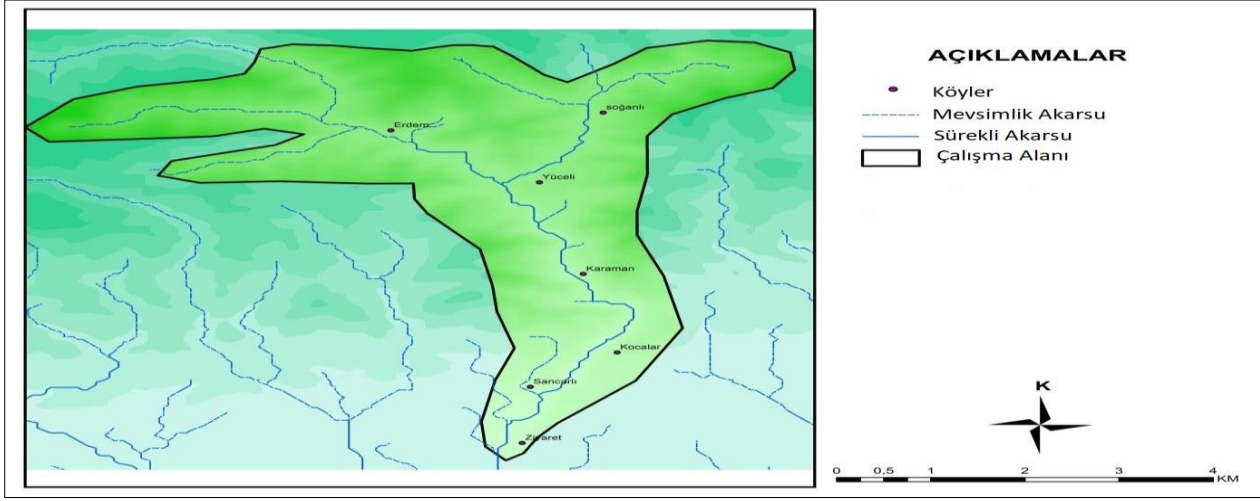 soğanlı
Erdem
Yüceli
Karaman
Kocalar
Sancarlı
Ziyaret
AÇIKLAMALAR
Köyler
Mevsimlik Akarsu
Sürekli Akarsu
Çalışma Alanı
K
0 0,5 1 2 3 4
KM